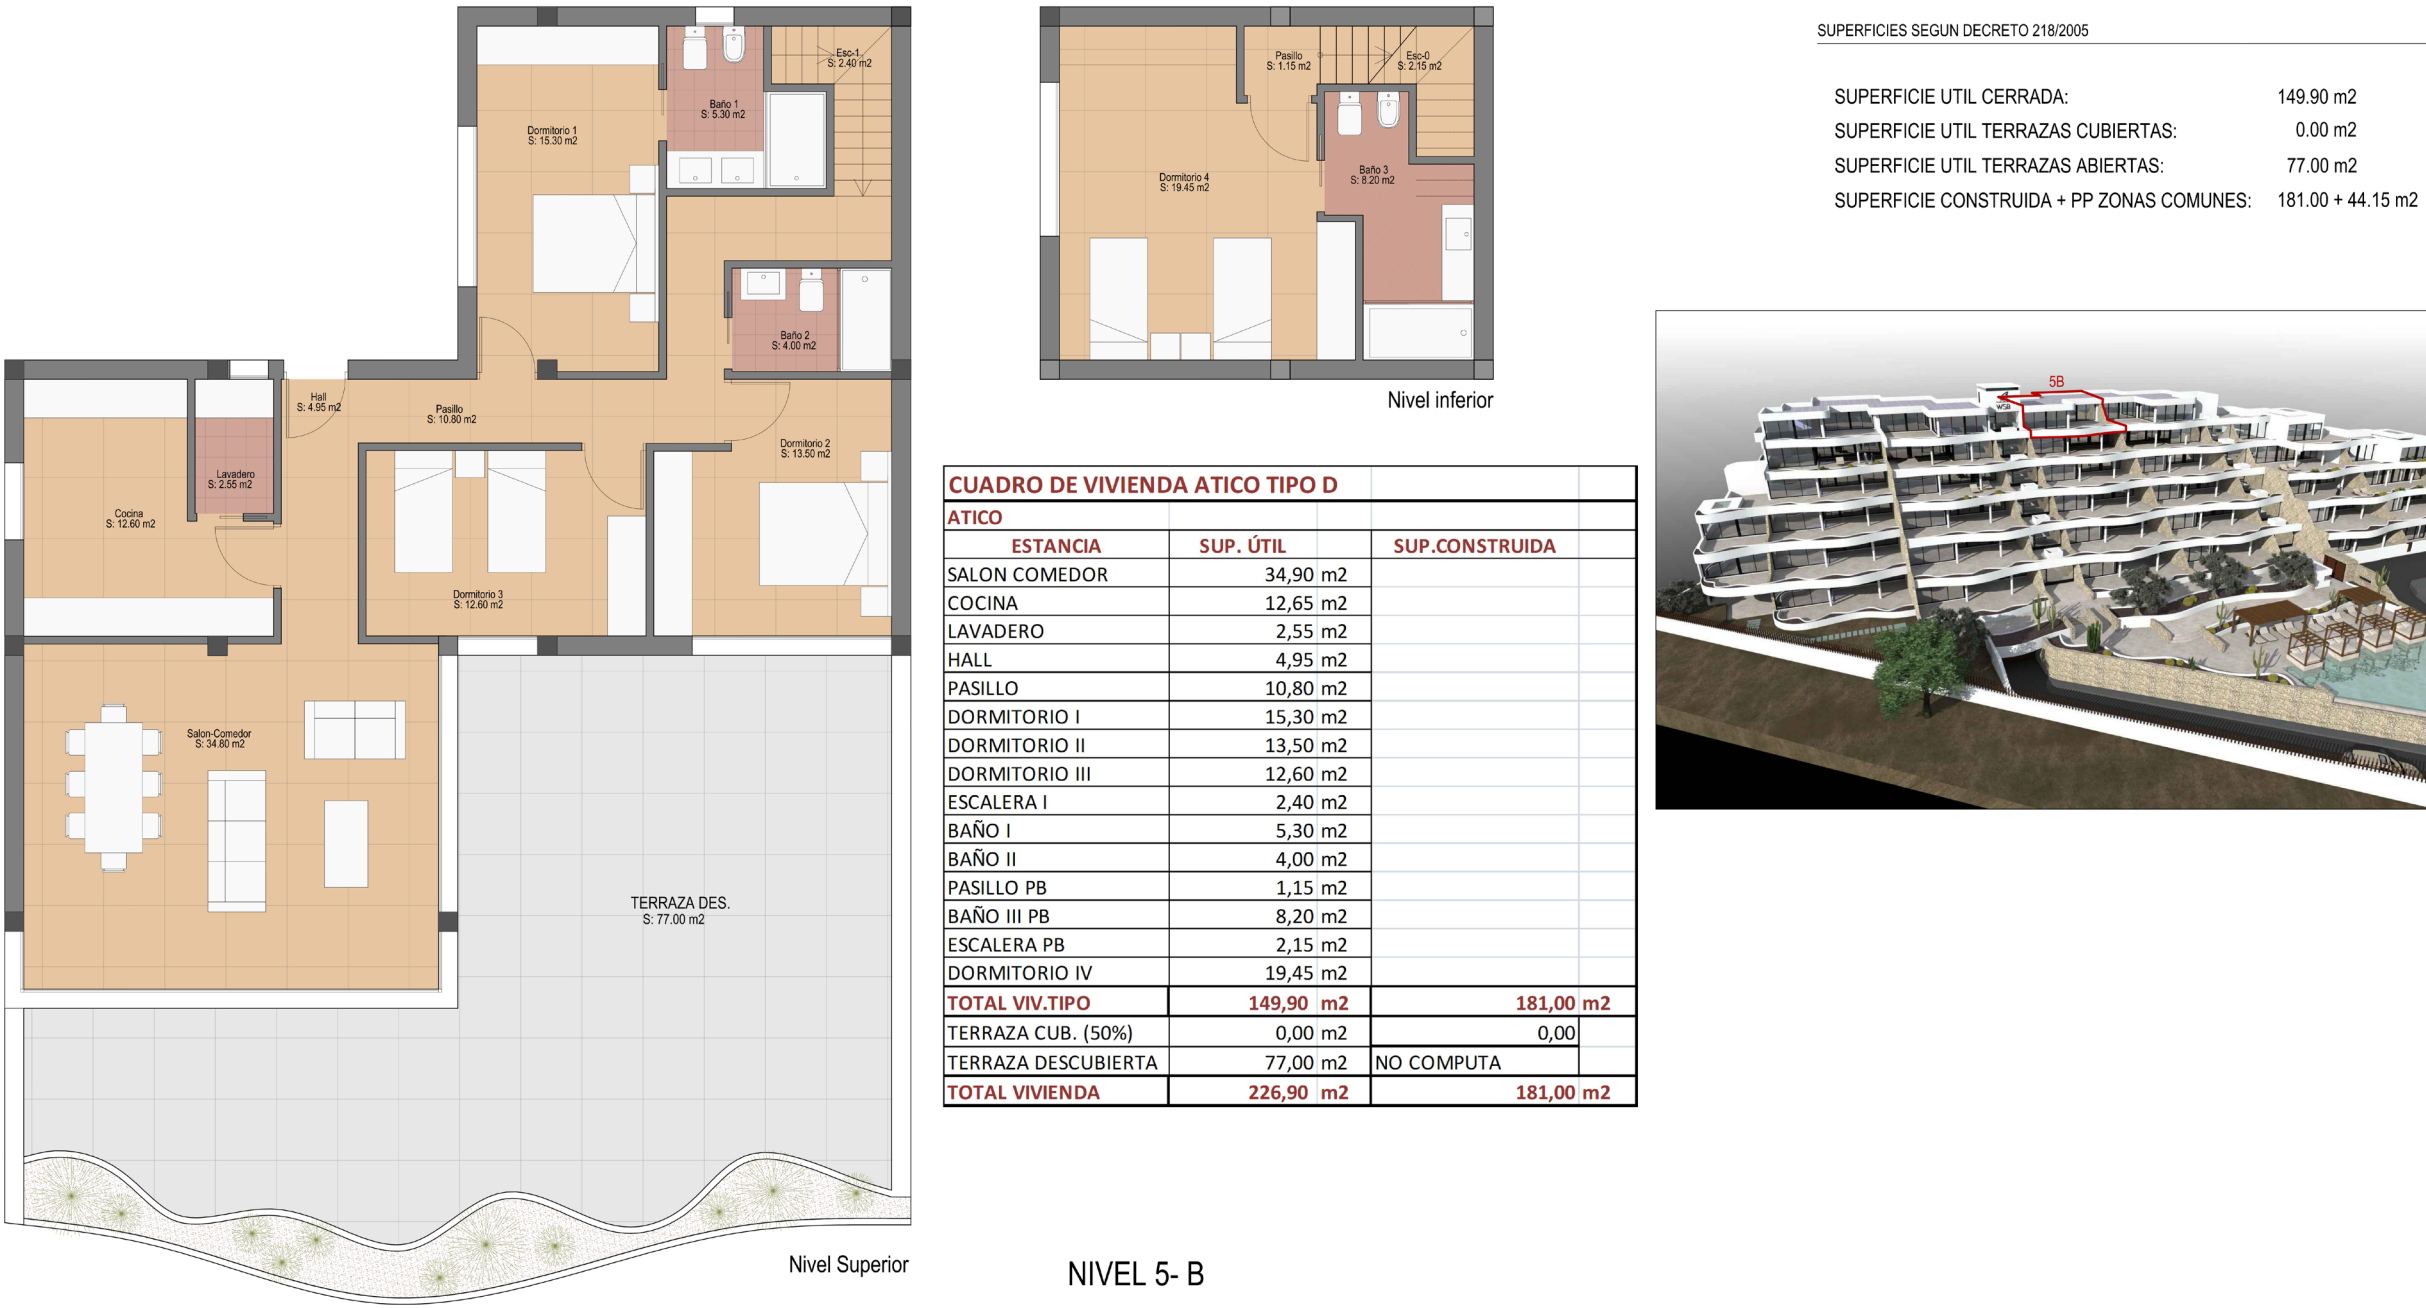 Esc-1
S: 2.40 m2
Baño 1
S: 5.30 m2
Dormitorio 1
S: 15.30 m2
Baño 2
S: 4.00 m2
Hall
S: 4.95 m2
Pasillo
S: 10.80 m2
Dormitorio 2
S: 13.50 m2
Lavadero
S: 2.55 m2
Cocina
S: 12.60 m2
Dormitorio 3
S: 12.60 m2
Salon-Comedor
S: 34.80 m2
TERRAZA DES.
S: 77.00 m2
Nivel Superior
Pasillo
S: 1.15 m2
Esc-0
S: 2.15 m2
Dormitorio 4
S: 19.45 m2
Baño 3
S: 8.20 m2
Nivel inferior
CUADRO DE VIVIENDA ATICO TIPO D
ATICO
ESTANCIA SUP. ÚTIL SUP.CONSTRUIDA
SALON COMEDOR 34,90 m2
COCINA 12,65 m2
LAVADERO 2,55 m2
HALL 4,95 m2
PASILLO 10,80 m2
DORMITORIO I 15,30 m2
DORMITORIO II 13,50 m2
DORMITORIO III 12,60 m2
ESCALERA I 2,40 m2
BAÑO I 5,30 m2
BAÑO II 4,00 m2
PASILLO PB 1,15 m2
BAÑO III PB 8,20 m2
ESCALERA PB 2,15 m2
DORMITORIO IV 19,45 m2
TOTAL VIV.TIPO 149,90 m2 181,00 m2
TERRAZA CUB. (50%) 0,00 m2 0,00
TERRAZA DESCUBIERTA 77,00 m2 NO COMPUTA
TOTAL VIVIENDA 226,90 m2 181,00 m2
NIVEL 5- B
SUPERFICIES SEGUN DECRETO 218/2005
SUPERFICIE UTIL CERRADA: 149.90 m2
SUPERFICIE UTIL TERRAZAS CUBIERTAS: 0.00 m2
SUPERFICIE UTIL TERRAZAS ABIERTAS: 77.00 m2
SUPERFICIE CONSTRUIDA + PP ZONAS COMUNES: 181.00 + 44.15 m2
5B